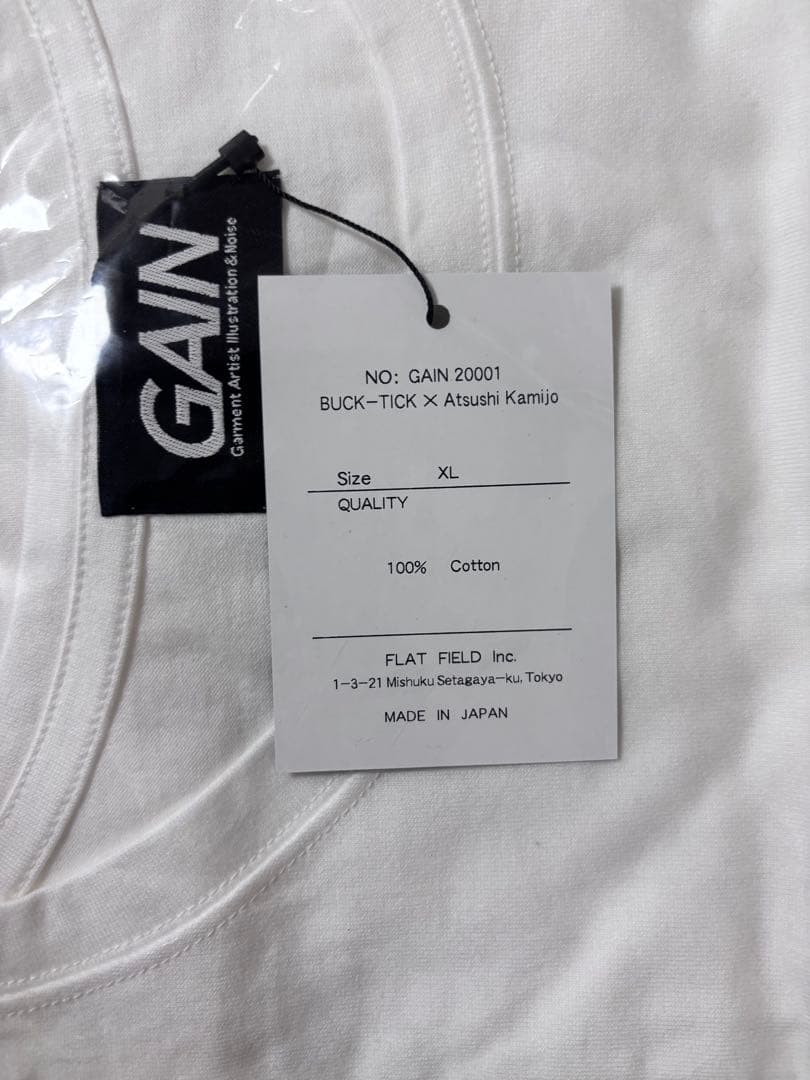 GAIN
Garment Artist Illustration & Noise
NO: GAIN 20001
BUCK-TICK × Atsushi Kamijo
Size XL
QUALITY
100% Cotton
FLAT FIELD Inc.
1-3-21 Mishuku Setagaya-ku, Tokyo
MADE IN JAPAN